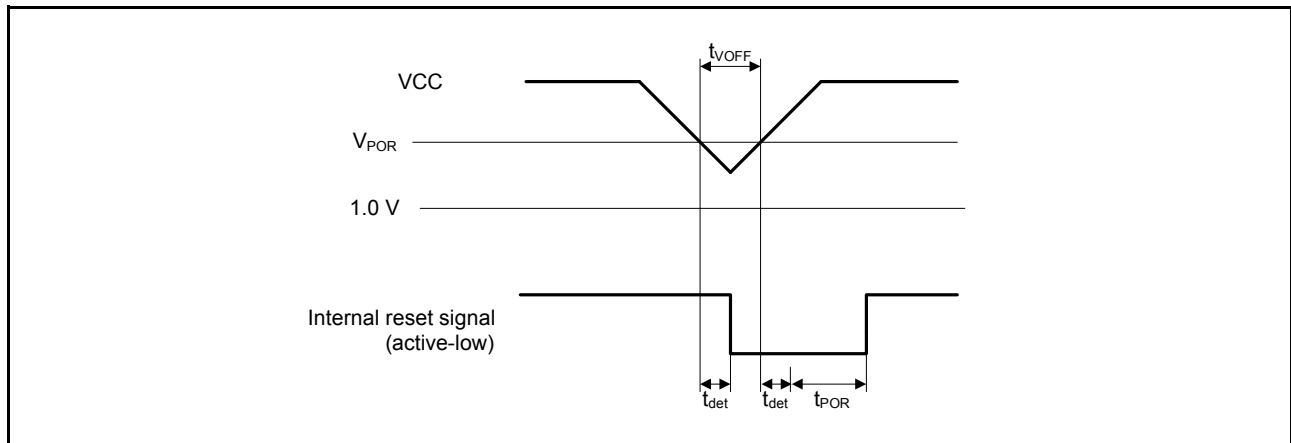 tVOFF
VCC
VPOR
1.0 V
Internal reset signal
(active-low)
tdet
tdet
tPOR